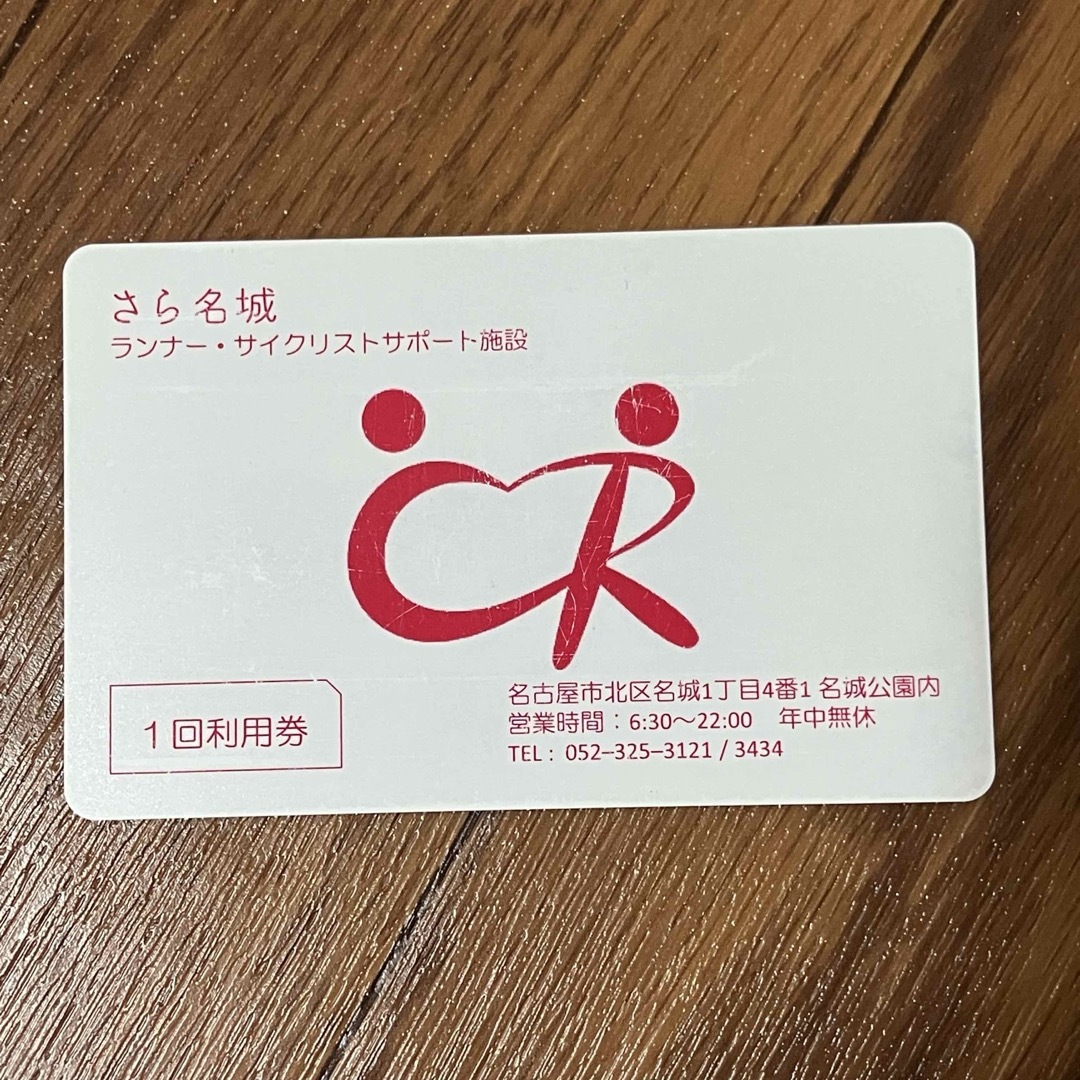 さら名城
ランナー・サイクリストサポート施設
CR
1回利用券
名古屋市北区名城1丁目4番1 名城公園内
営業時間：6:30～22:00　年中無休
TEL : 052-325-3121 / 3434